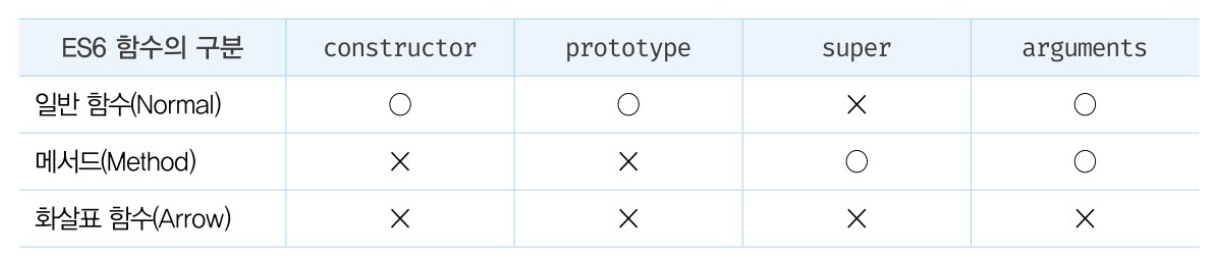 ES6 함수의 구분 constructor prototype super arguments
일반 함수(Normal) ○ ○ × ○
메서드(Method) × × ○ ○
화살표 함수(Arrow) × × × ×